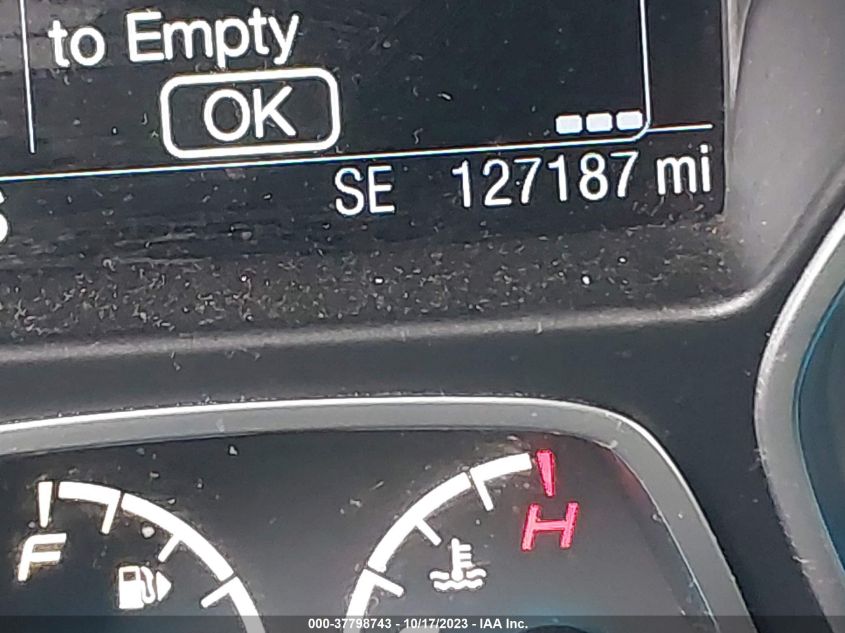 to Empty
OK
SE 127187 mi
F
H
000-37798743 - 10/17/2023 - IAA Inc.